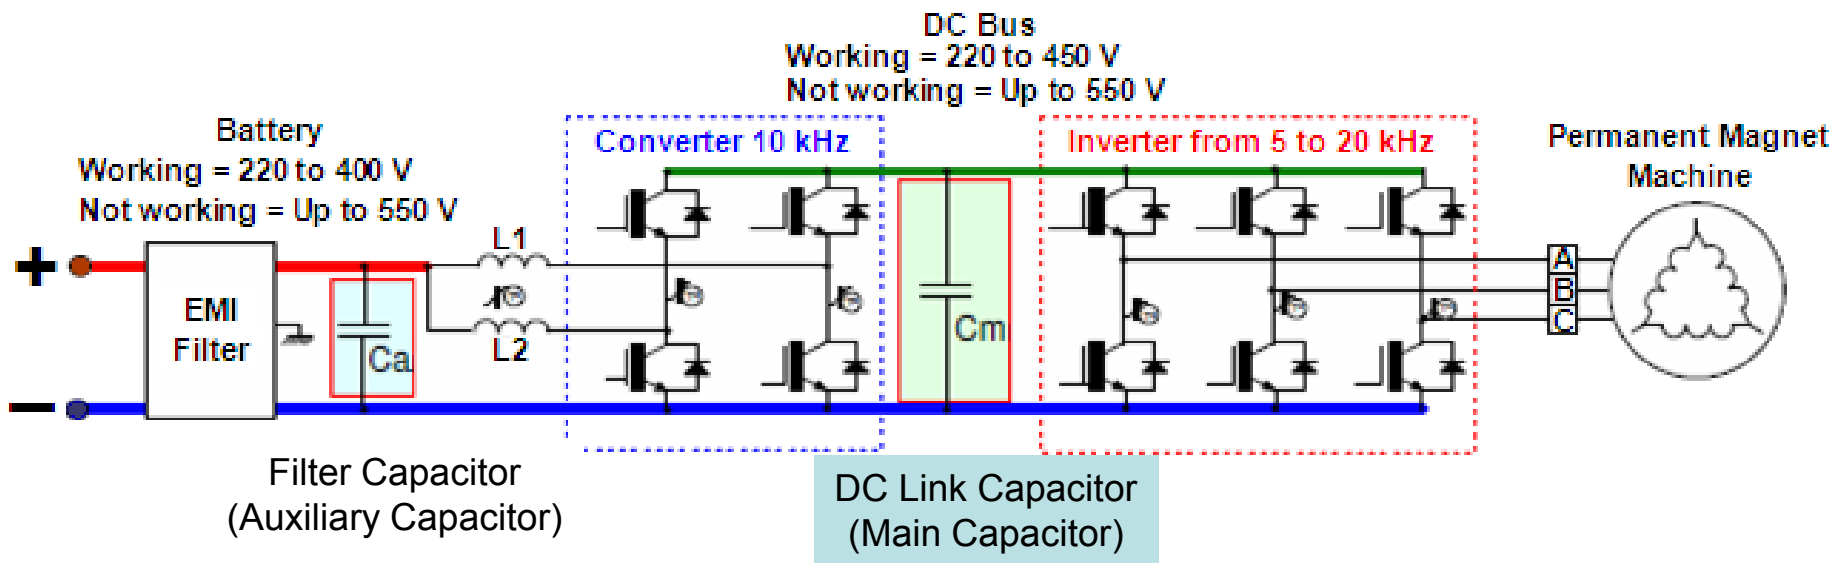 DC Bus
Working = 220 to 450 V
Not working = Up to 550 V
Battery
Working = 220 to 400 V
Not working = Up to 550 V
Converter 10 kHz
Inverter from 5 to 20 kHz
Permanent Magnet
Machine
+
L1
EMI
Filter
Ca
L2
Cm
A
B
C
−
Filter Capacitor
(Auxiliary Capacitor)
DC Link Capacitor
(Main Capacitor)